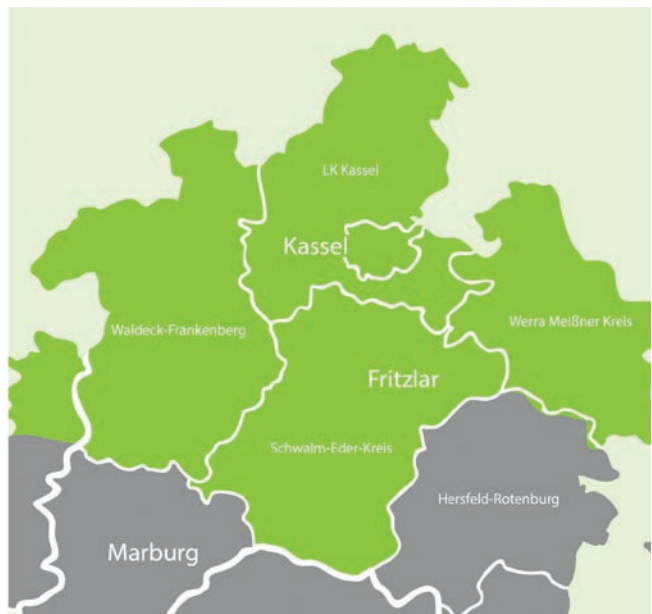 LK Kassel
Kassel
Werra Meißner Kreis
Waldeck-Frankenberg
Fritzlar
Schwalm-Eder-Kreis
Hersfeld-Rotenburg
Marburg